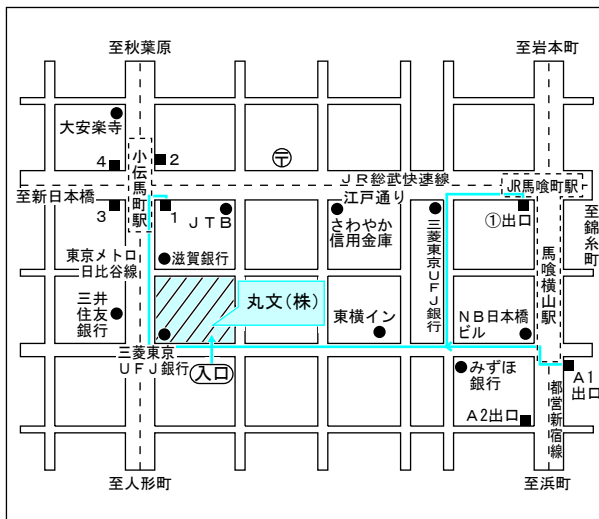 至秋葉原
至岩本町
大安楽寺
4
小伝馬町駅
2
〒
JR総武快速線
至新日本橋
江戸通り
JR馬喰町駅
3
1
JTB
さわやか
信用金庫
三菱東京UFJ銀行
①出口
至錦糸町
東京メトロ
日比谷線
滋賀銀行
馬喰横山駅
三井
住友
銀行
丸文(株)
東横イン
NB日本橋
ビル
三菱東京
UFJ銀行
入口
みずほ
銀行
A1
出口
A2出口
都営新宿線
至人形町
至浜町